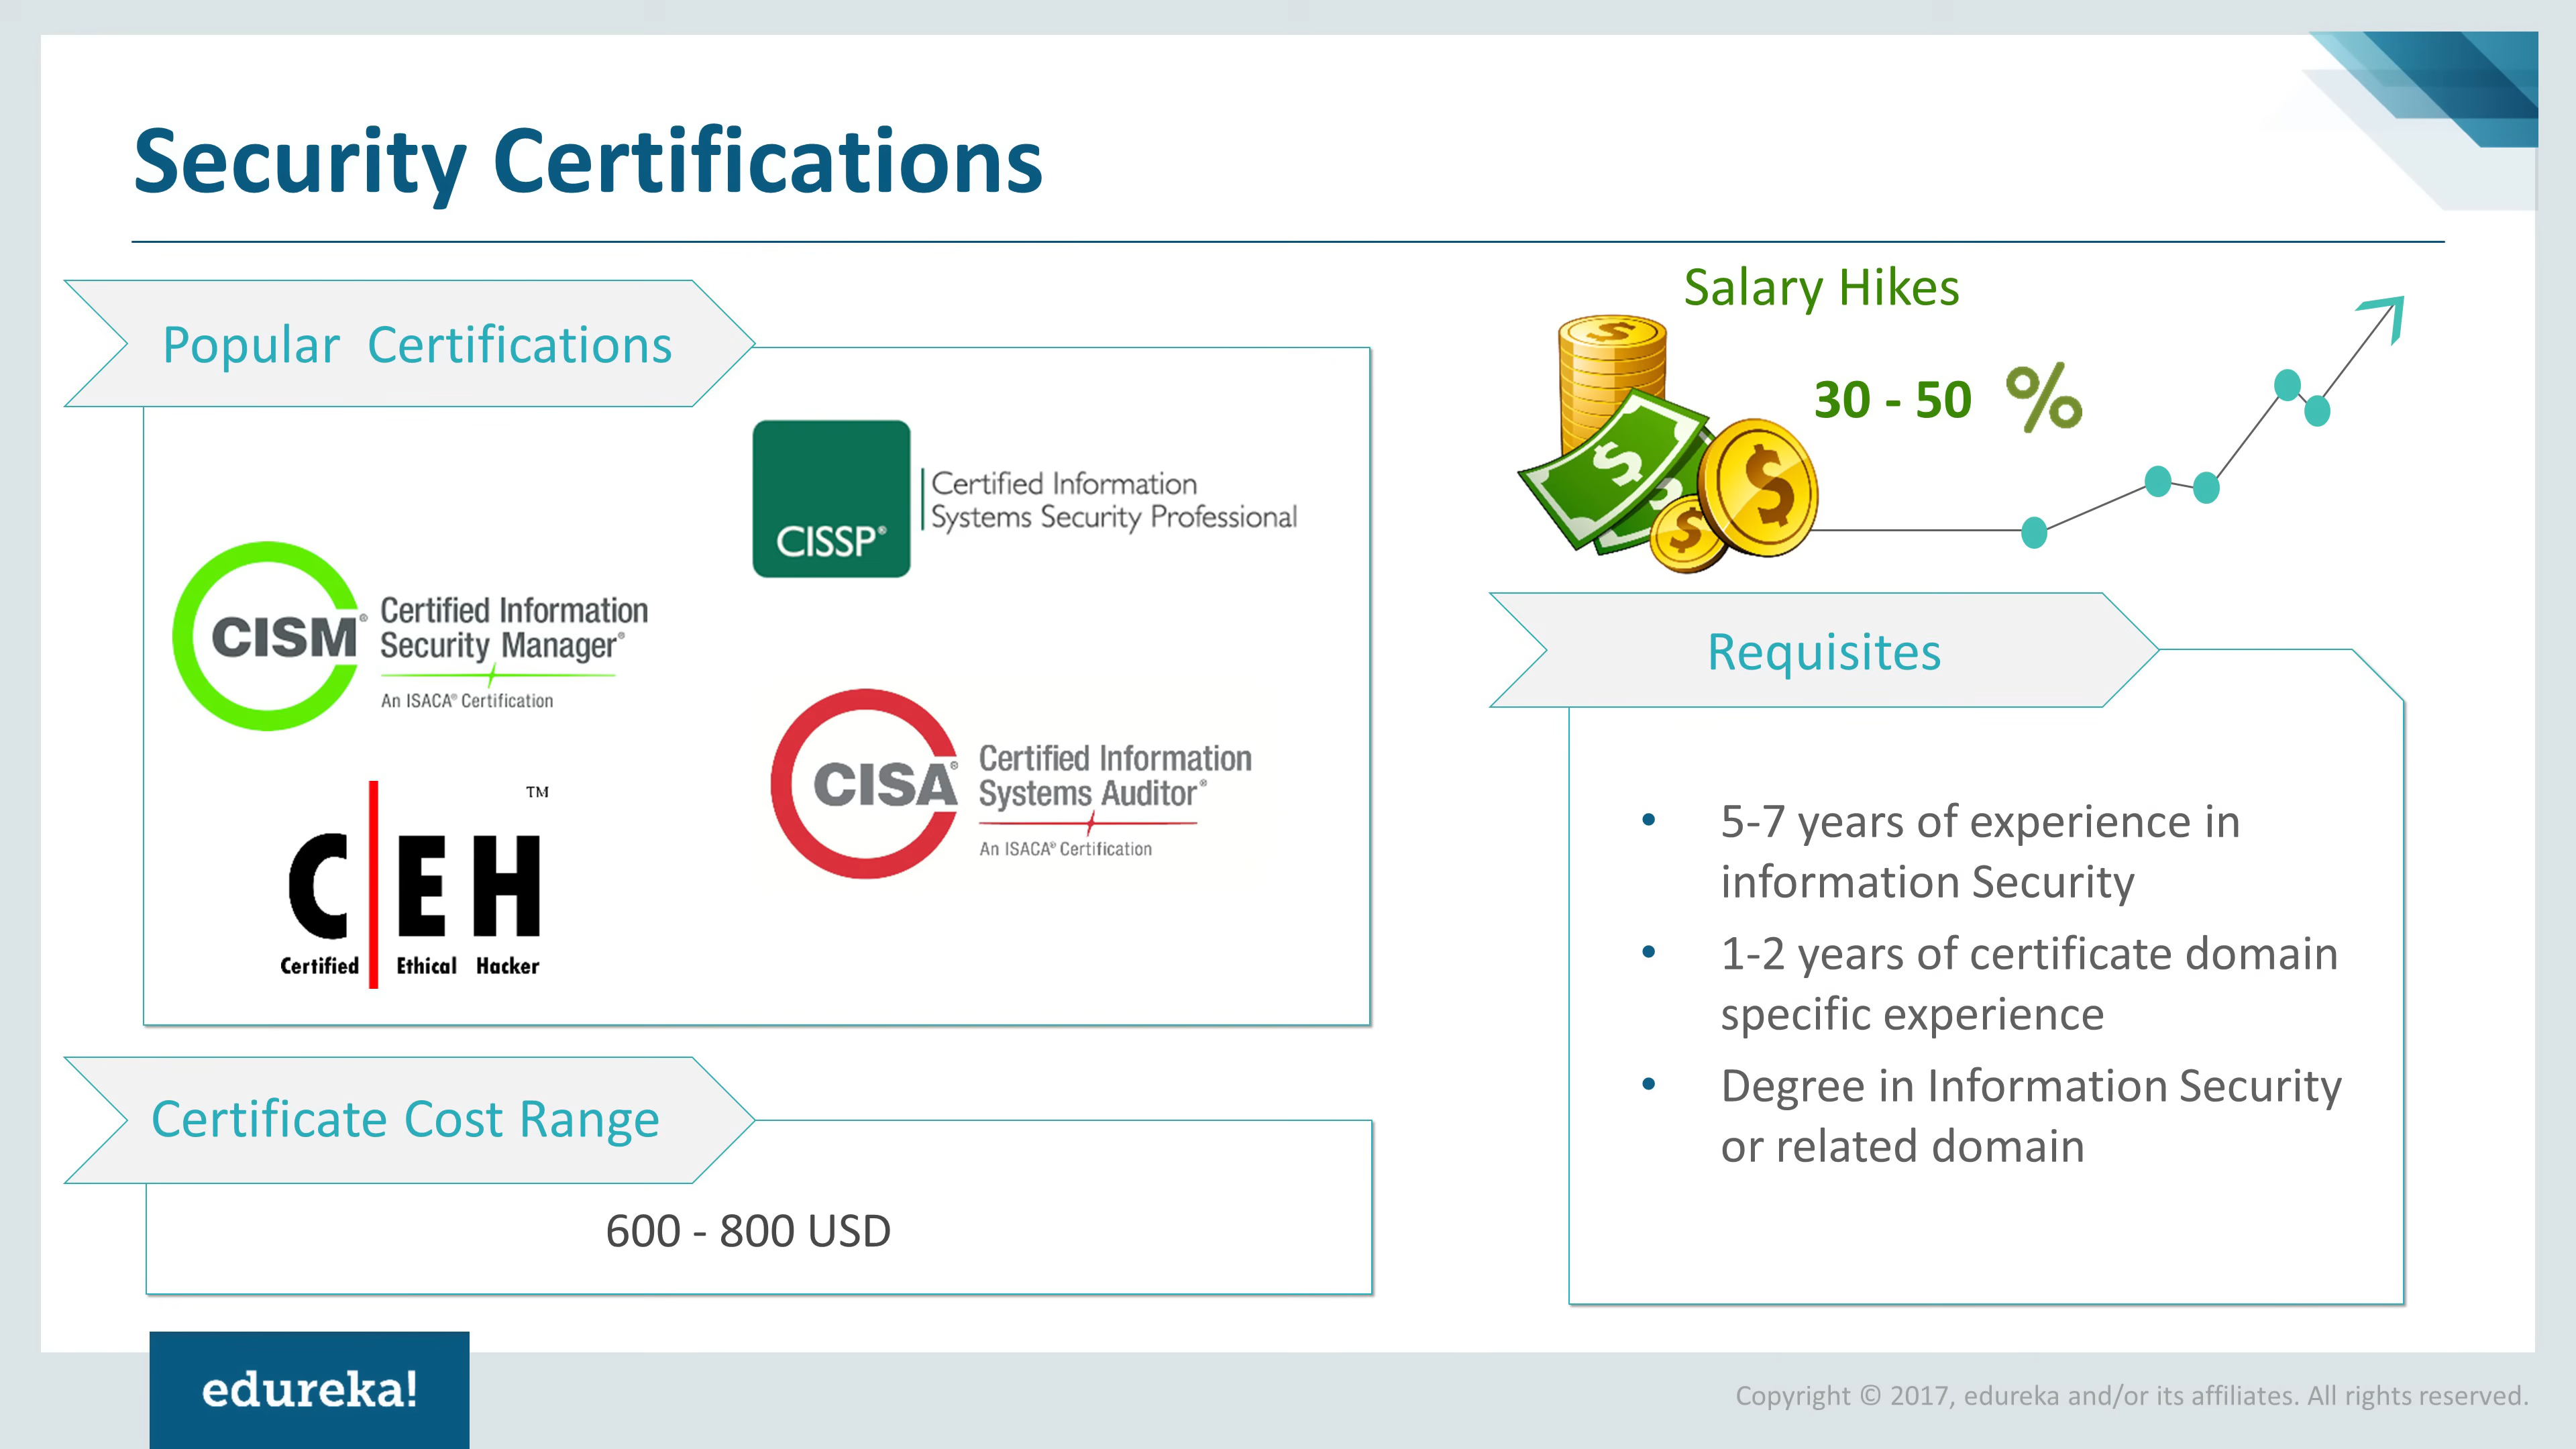 Security Certifications
Popular Certifications
CISSP®
Certified Information
Systems Security Professional
CISM®
Certified Information
Security Manager®
An ISACA® Certification
CISA®
Certified Information
Systems Auditor®
An ISACA® Certification
C EH TM
Certified Ethical Hacker
Certificate Cost Range
600 - 800 USD
Salary Hikes
30 - 50 %
Requisites
• 5-7 years of experience in
information Security
• 1-2 years of certificate domain
specific experience
• Degree in Information Security
or related domain
edureka!
Copyright © 2017, edureka and/or its affiliates. All rights reserved.